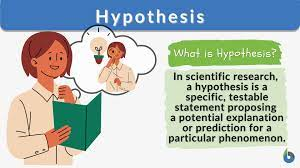 Hypothesis
What is Hypothesis?
In scientific research,
a hypothesis is a
specific, testable
statement proposing
a potential explanation
or prediction for a
particular phenomenon.